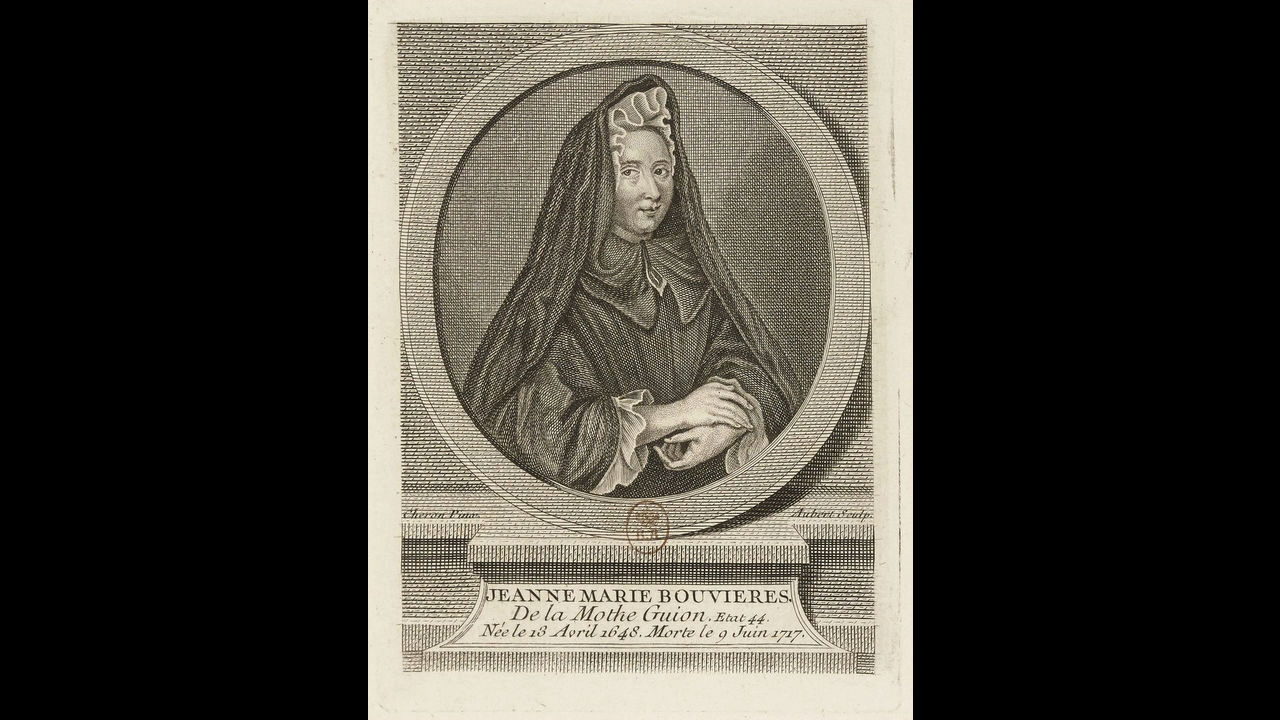 Cheron Pinx. Aubert Sculp.
JEANNE MARIE BOUVIERES.
De la Mothe Guion. Etat 44.
Née le 13 Avril 1648. Morte le 9 Juin 1717.